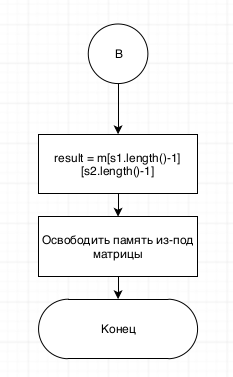 В
result = m[s1.length()-1]
[s2.length()-1]
Освободить память из-под
матрицы
Конец